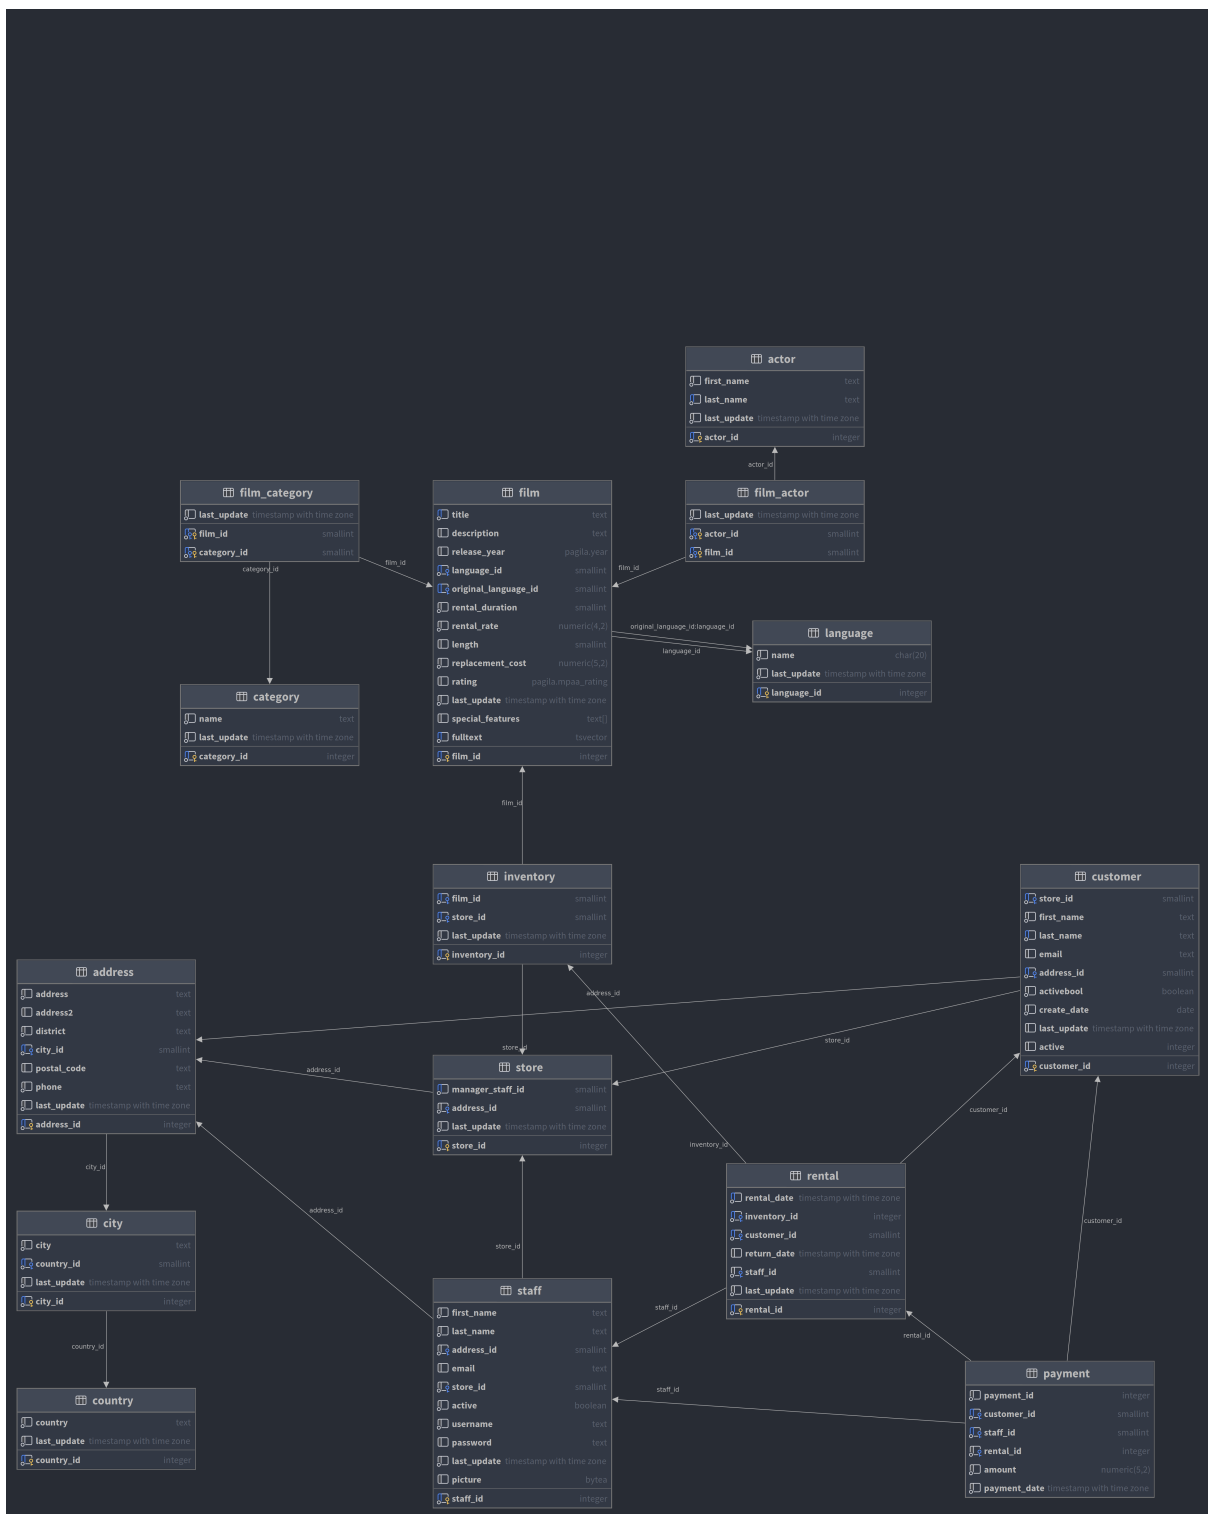 actor
first_name text
last_name text
last_update timestamp with time zone
actor_id integer
actor_id
film_category
last_update timestamp with time zone
film_id smallint
category_id smallint
category_id
film_id
film
title text
description text
release_year pagila.year
language_id smallint
original_language_id smallint
rental_duration smallint
rental_rate numeric(4,2)
length smallint
replacement_cost numeric(5,2)
rating pagila.mpaa_rating
last_update timestamp with time zone
special_features text[]
fulltext tsvector
film_id integer
film_actor
last_update timestamp with time zone
actor_id smallint
film_id smallint
film_id
original_language_id:language_id
language_id
language
name char(20)
last_update timestamp with time zone
language_id integer
category
name text
last_update timestamp with time zone
category_id integer
film_id
inventory
film_id smallint
store_id smallint
last_update timestamp with time zone
inventory_id integer
customer
store_id smallint
first_name text
last_name text
email text
address_id smallint
activebool boolean
create_date date
last_update timestamp with time zone
active integer
customer_id integer
address
address text
address2 text
district text
city_id smallint
postal_code text
phone text
last_update timestamp with time zone
address_id integer
address_id
store_id
store_id
address_id
store
manager_staff_id smallint
address_id smallint
last_update timestamp with time zone
store_id integer
customer_id
inventory_id
city_id
rental
rental_date timestamp with time zone
inventory_id integer
customer_id smallint
return_date timestamp with time zone
staff_id smallint
last_update timestamp with time zone
rental_id integer
address_id
customer_id
city
city text
country_id smallint
last_update timestamp with time zone
city_id integer
store_id
staff
first_name text
last_name text
address_id smallint
email text
store_id smallint
active boolean
username text
password text
last_update timestamp with time zone
picture bytea
staff_id integer
staff_id
rental_id
country_id
staff_id
country
country text
last_update timestamp with time zone
country_id integer
payment
payment_id integer
customer_id smallint
staff_id smallint
rental_id integer
amount numeric(5,2)
payment_date timestamp with time zone